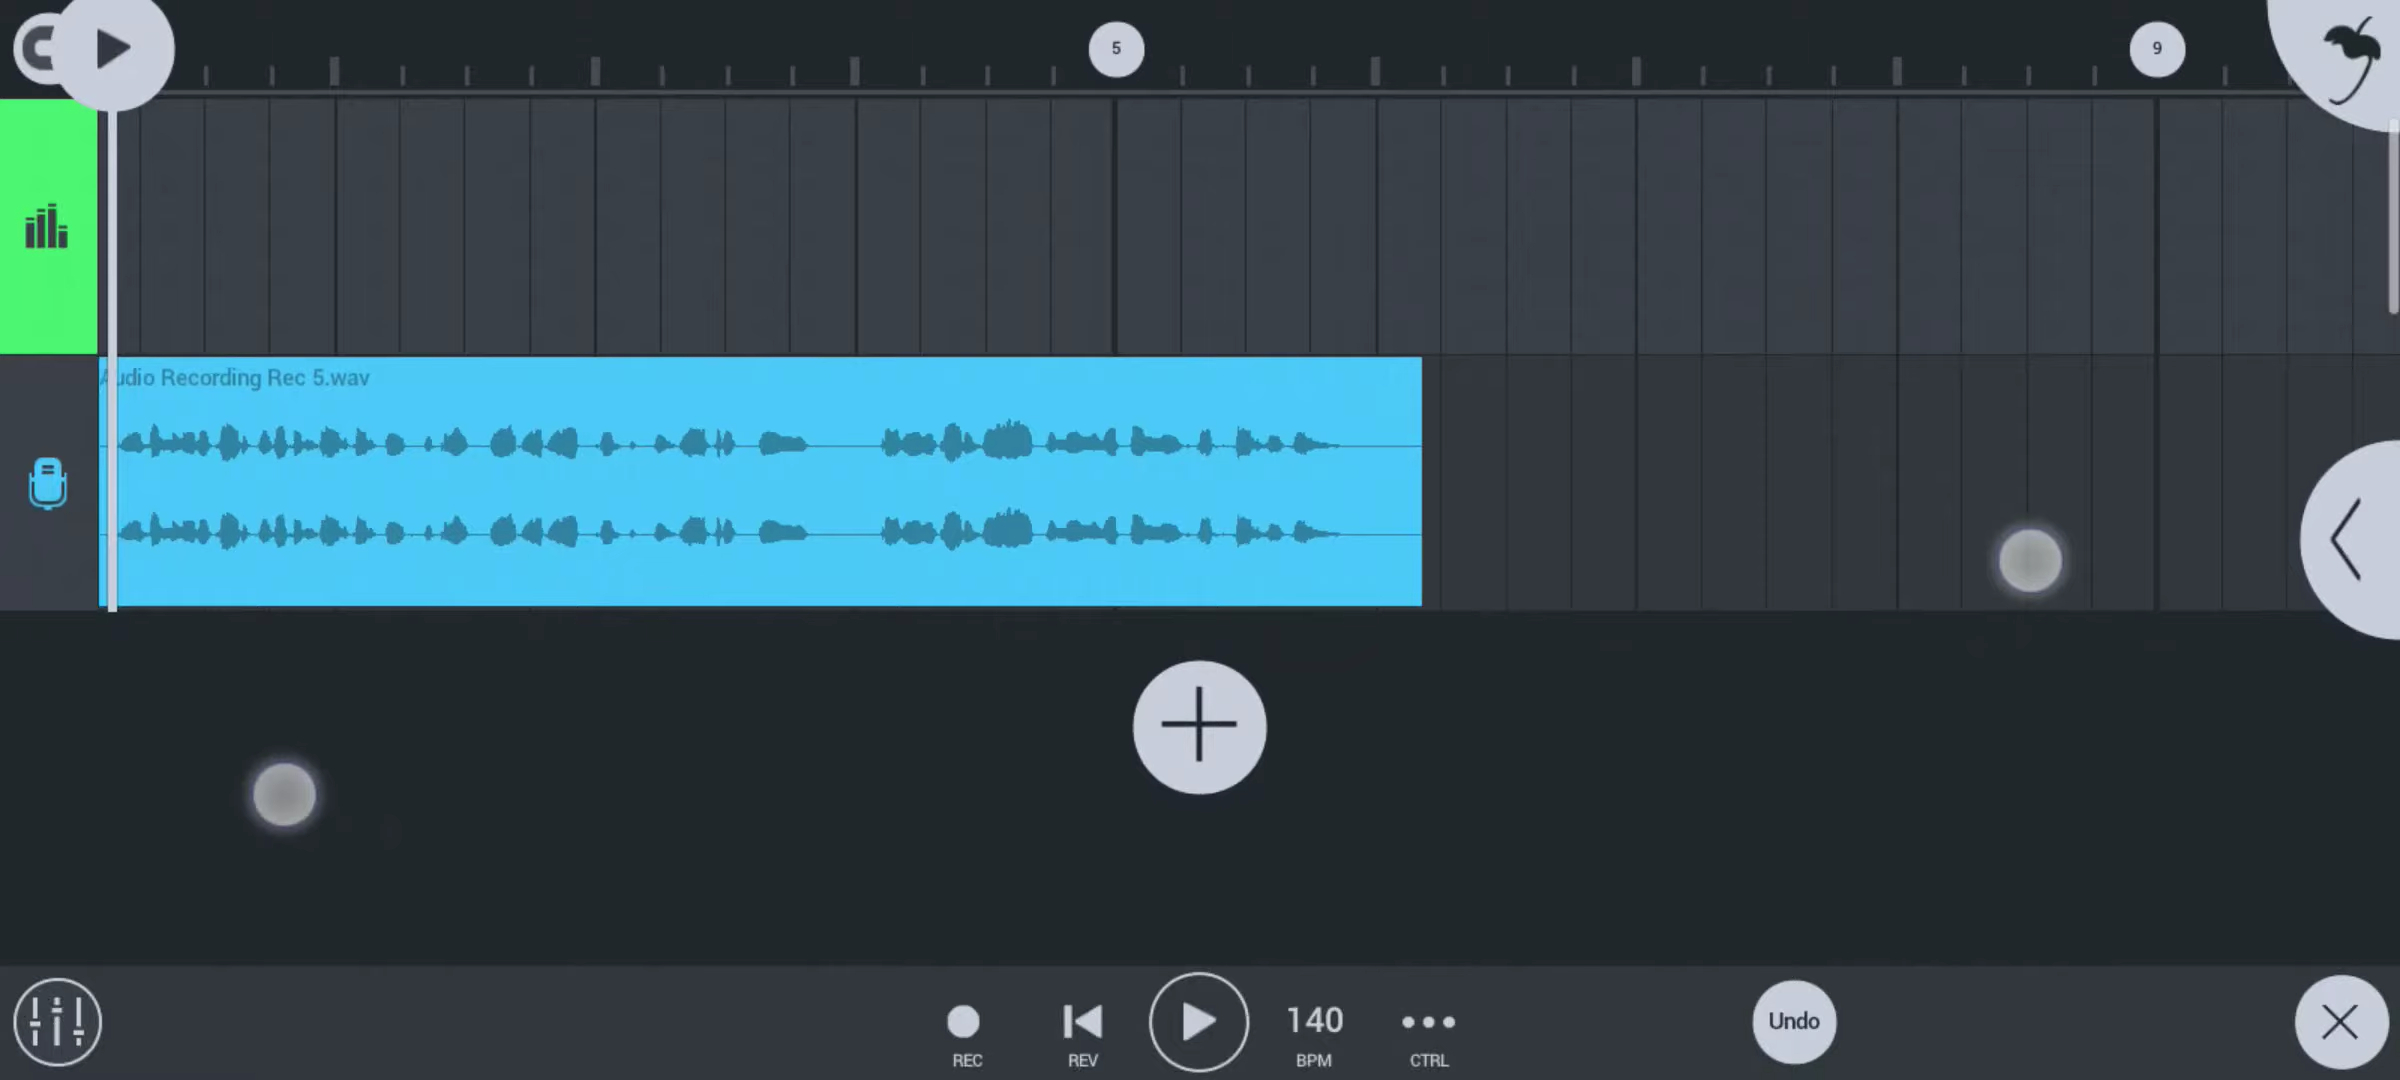 5
9
Audio Recording Rec 5.wav
140
Undo
REC
REV
BPM
CTRL